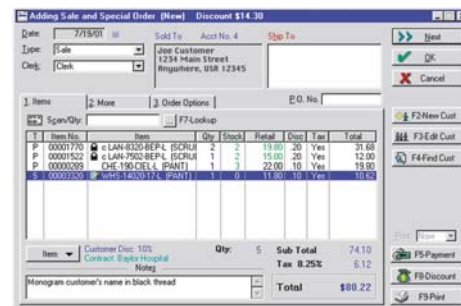 Adding Sale and Special Order (New) Discount $14.30
Date: 7/19/01 Sold To Acct No. 4 Ship To
Type: Sale
Clerk: Clerk
Joe Customer
1234 Main Street
Anywhere, USA 12345
Next
OK
Cancel
1. Items 2. More 3. Order Options P.O. No.
Scan/Qty: F7-Lookup
F2-New Cust
F3-Edit Cust
F4-Find Cust
T Item No. Item Qty Stock Retail Disc Tax Total
P 00001770 c LAN-8320-BEP-L (SCRUI 2 2 19.80 .20 Yes 31.68
P 00001522 c LAN-7502-BEP-L (SCRUI 1 2 15.00 .20 Yes 12.00
P 00000289 CHE-190-CIEL-L (PANT) 1 3 22.00 .10 Yes 19.80
S 00003320 WHS-14020-17-L (PANT) 1 0 11.80 .10 Yes 10.62
Print: Now
Item Customer Disc: 10% Qty: 5 Sub Total 74.10
Contract: Baylor Hospital
Notes Tax 8.25% 6.12
Monogram customer's name in black thread
Total $80.22
F5-Payment
F8-Discount
F9-Print